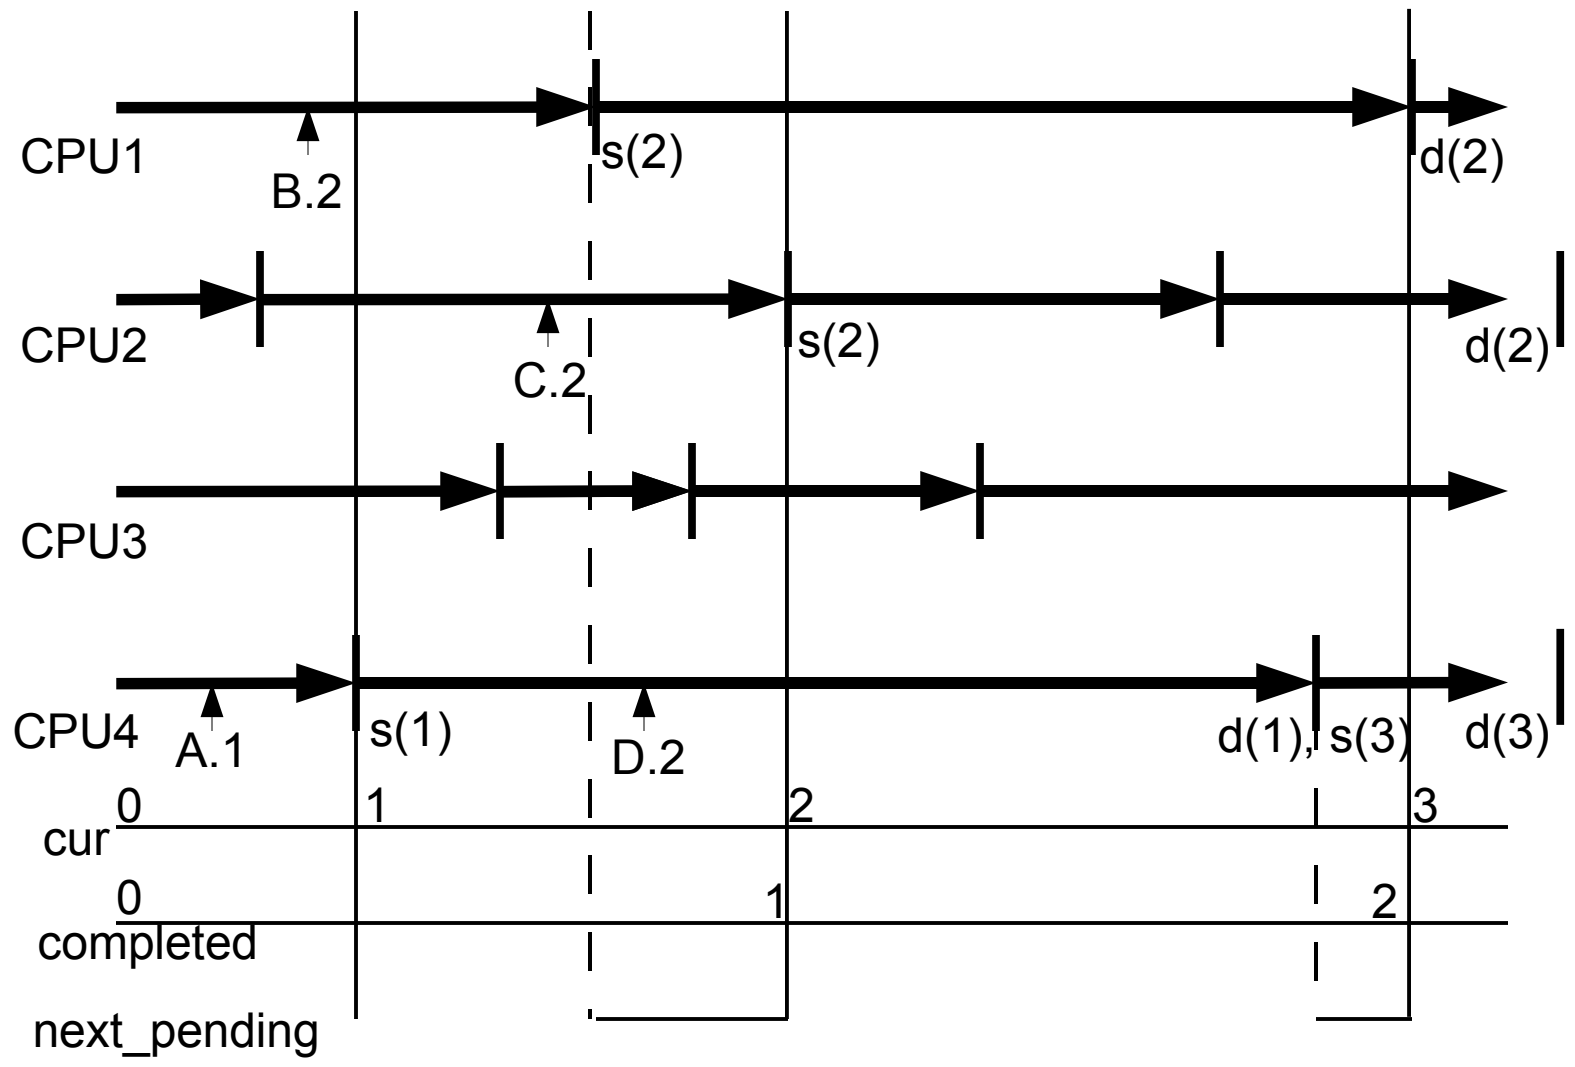 CPU1
B.2
s(2)
d(2)
CPU2
C.2
s(2)
d(2)
CPU3
CPU4
A.1
s(1)
D.2
d(1), s(3)
d(3)
cur
0
1
2
3
completed
0
1
2
next_pending